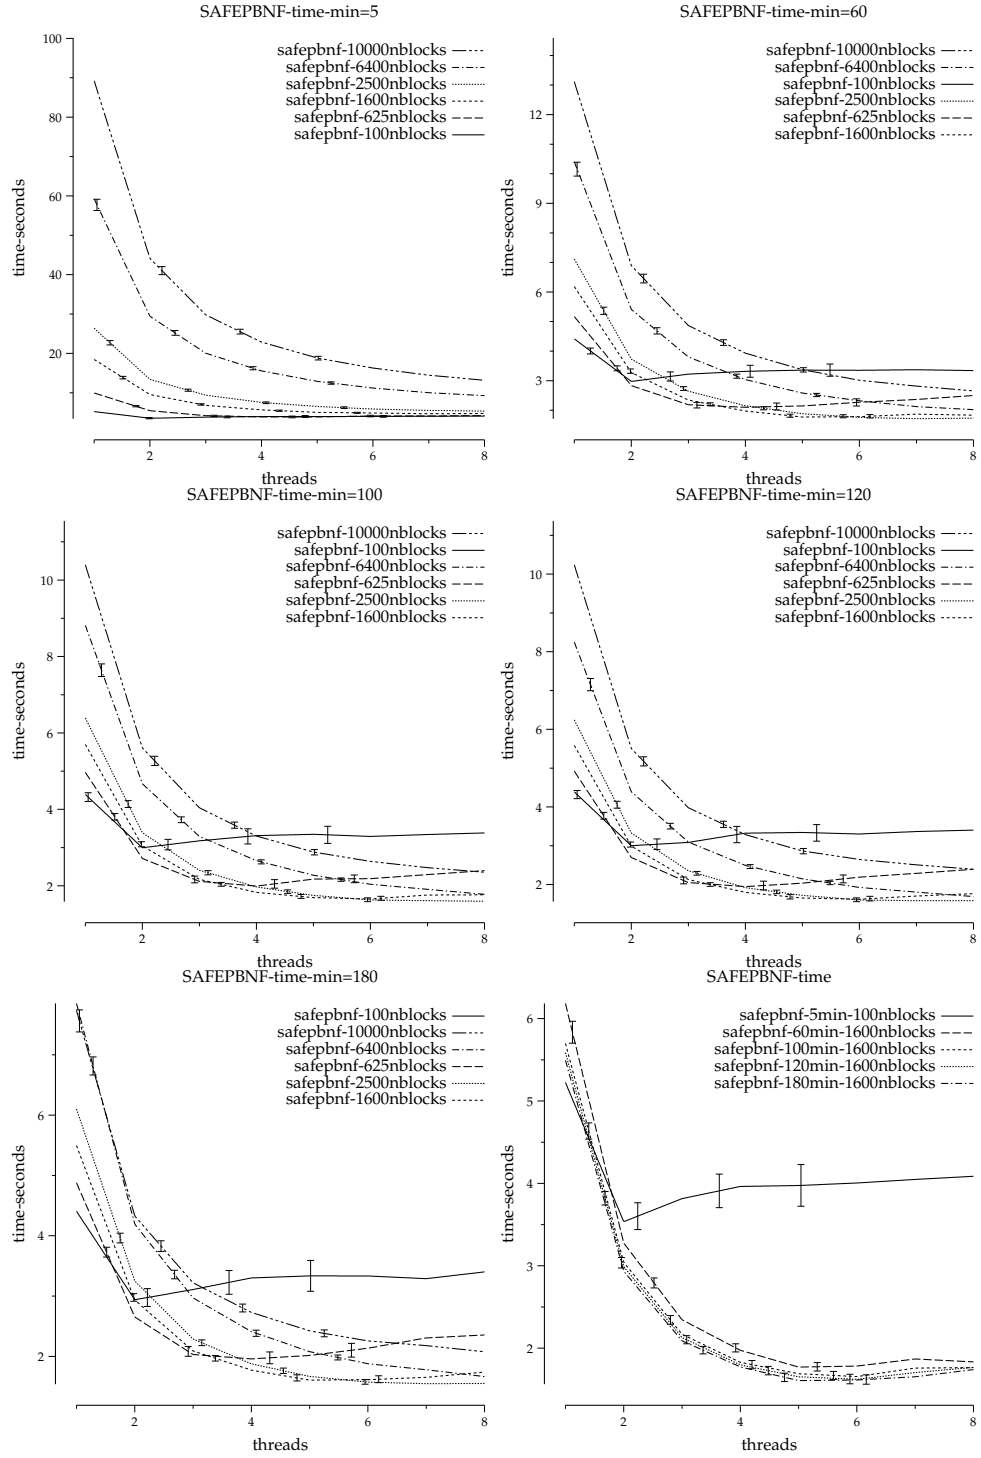 SAFEPBNF-time-min=5
100
80
60
40
20
time-seconds
safepbnf-10000nblocks
safepbnf-6400nblocks
safepbnf-2500nblocks
safepbnf-1600nblocks
safepbnf-625nblocks
safepbnf-100nblocks
2
4
6
8
threads
SAFEPBNF-time-min=60
12
9
6
3
time-seconds
safepbnf-10000nblocks
safepbnf-6400nblocks
safepbnf-100nblocks
safepbnf-2500nblocks
safepbnf-625nblocks
safepbnf-1600nblocks
2
4
6
8
threads
SAFEPBNF-time-min=100
10
8
6
4
2
time-seconds
safepbnf-10000nblocks
safepbnf-100nblocks
safepbnf-6400nblocks
safepbnf-625nblocks
safepbnf-2500nblocks
safepbnf-1600nblocks
2
4
6
8
threads
SAFEPBNF-time-min=120
10
8
6
4
2
time-seconds
safepbnf-10000nblocks
safepbnf-100nblocks
safepbnf-6400nblocks
safepbnf-625nblocks
safepbnf-2500nblocks
safepbnf-1600nblocks
2
4
6
8
threads
SAFEPBNF-time-min=180
6
4
2
time-seconds
safepbnf-100nblocks
safepbnf-10000nblocks
safepbnf-6400nblocks
safepbnf-625nblocks
safepbnf-2500nblocks
safepbnf-1600nblocks
2
4
6
8
threads
SAFEPBNF-time
6
5
4
3
2
time-seconds
safepbnf-5min-100nblocks
safepbnf-60min-1600nblocks
safepbnf-100min-1600nblocks
safepbnf-120min-1600nblocks
safepbnf-180min-1600nblocks
2
4
6
8
threads